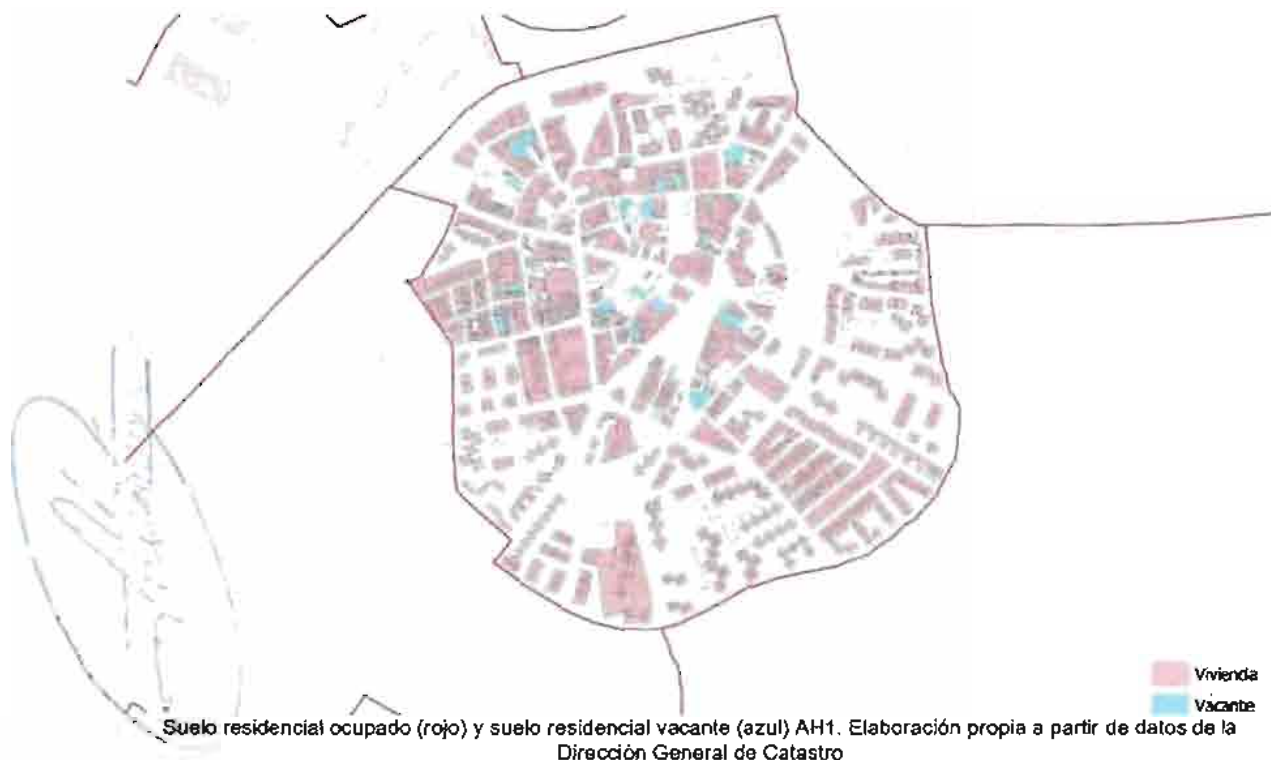 Vivienda
Vacante
Suelo residencial ocupado (rojo) y suelo residencial vacante (azul) AH1. Elaboración propia a partir de datos de la
Dirección General de Catastro